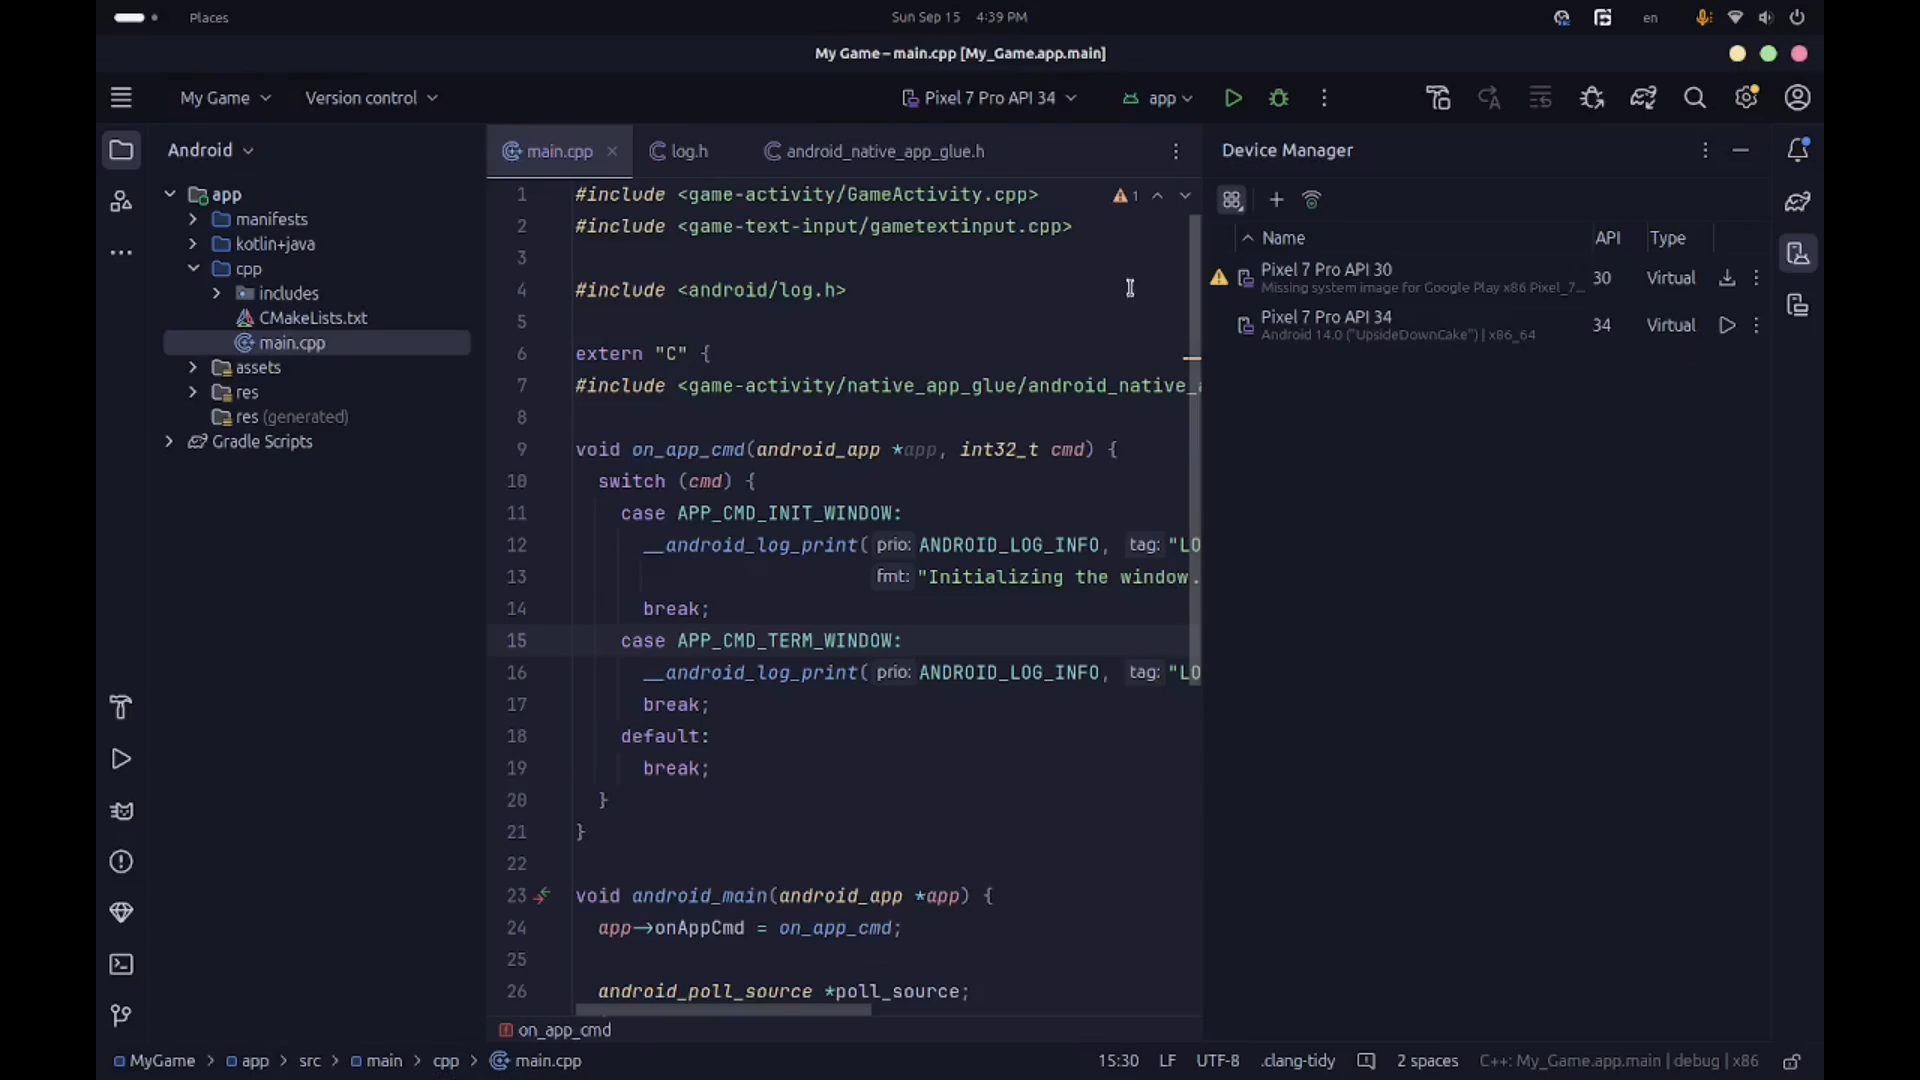 Places
Sun Sep 15 4:39 PM
en
My Game – main.cpp [My_Game.app.main]
My Game
Version control
Pixel 7 Pro API 34
app
Android
app
manifests
kotlin+java
cpp
includes
CMakeLists.txt
main.cpp
assets
res
res (generated)
Gradle Scripts
main.cpp
log.h
android_native_app_glue.h
1 #include <game-activity/GameActivity.cpp>
1
2 #include <game-text-input/gametextinput.cpp>
3
4 #include <android/log.h>
5
6 extern "C" {
7 #include <game-activity/native_app_glue/android_native_
8
9 void on_app_cmd(android_app *app, int32_t cmd) {
10 switch (cmd) {
11 case APP_CMD_INIT_WINDOW:
12 __android_log_print( prio: ANDROID_LOG_INFO, tag: "LO
13 fmt: "Initializing the window.
14 break;
15 case APP_CMD_TERM_WINDOW:
16 __android_log_print( prio: ANDROID_LOG_INFO, tag: "LO
17 break;
18 default:
19 break;
20 }
21 }
22
23 void android_main(android_app *app) {
24 app->onAppCmd = on_app_cmd;
25
26 android_poll_source *poll_source;
on_app_cmd
Device Manager
Name API Type
Pixel 7 Pro API 30
Missing system image for Google Play x86 Pixel_7...
30 Virtual
Pixel 7 Pro API 34
Android 14.0 ("UpsideDownCake") | x86_64
34 Virtual
MyGame > app > src > main > cpp > main.cpp
15:30 LF UTF-8 .clang-tidy 2 spaces C++: My_Game.app.main | debug | x86